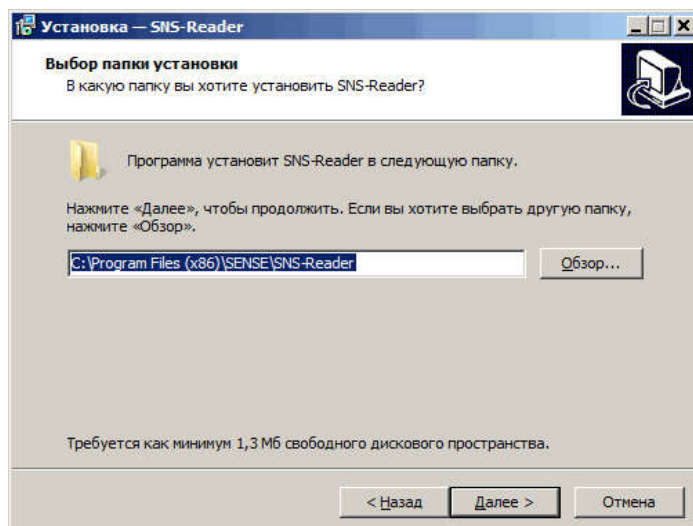 Установка — SNS-Reader
Выбор папки установки
В какую папку вы хотите установить SNS-Reader?
Программа установит SNS-Reader в следующую папку.
Нажмите «Далее», чтобы продолжить. Если вы хотите выбрать другую папку,
нажмите «Обзор».
C:\Program Files (x86)\SENSE\SNS-Reader
Обзор...
Требуется как минимум 1,3 Мб свободного дискового пространства.
< Назад
Далее >
Отмена